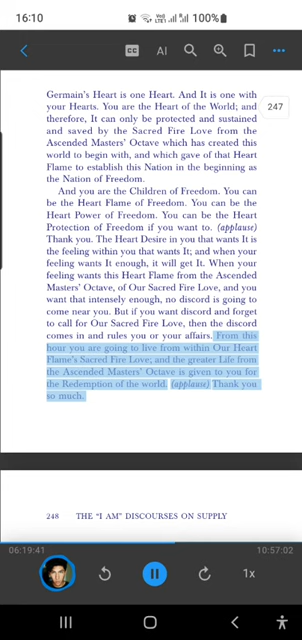 16:10
Vo)) LTE1
100%
CC AI
247
Germain's Heart is one Heart. And It is one with
your Hearts. You are the Heart of the World; and
therefore, It can only be protected and sustained
and saved by the Sacred Fire Love from the
Ascended Masters' Octave which has created this
world to begin with, and which gave of that Heart
Flame to establish this Nation in the beginning as
the Nation of Freedom.
And you are the Children of Freedom. You can
be the Heart Flame of Freedom. You can be the
Heart Power of Freedom. You can be the Heart
Protection of Freedom if you want to. (applause)
Thank you. The Heart Desire in you that wants It is
the feeling within you that wants It; and when your
feeling wants It enough, it will get It. When your
feeling wants this Heart Flame from the Ascended
Masters' Octave, of Our Sacred Fire Love, and you
want that intensely enough, no discord is going to
come near you. But if you want discord and forget
to call for Our Sacred Fire Love, then the discord
comes in and rules you or your affairs. From this
hour you are going to live from within Our Heart
Flame's Sacred Fire Love; and the greater Life from
the Ascended Masters' Octave is given to you for
the Redemption of the world. (applause) Thank you
so much.
248 THE "I AM" DISCOURSES ON SUPPLY
06:19:41
10:57:02
1x